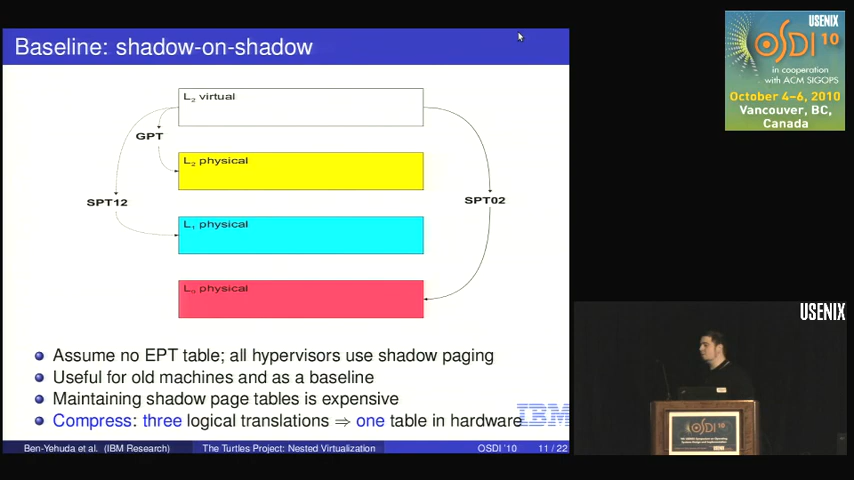 Baseline: shadow-on-shadow
L2 virtual
GPT
L2 physical
SPT12
SPT02
L1 physical
L0 physical
Assume no EPT table; all hypervisors use shadow paging
Useful for old machines and as a baseline
Maintaining shadow page tables is expensive
Compress: three logical translations ⇒ one table in hardware
IBM
Ben-Yehuda et al. (IBM Research)
The Turtles Project: Nested Virtualization
OSDI '10
11 / 22
USENIX
OSDI 10
in cooperation
with ACM SIGOPS
October 4–6, 2010
Vancouver, BC,
Canada
USENIX
OSDI 10